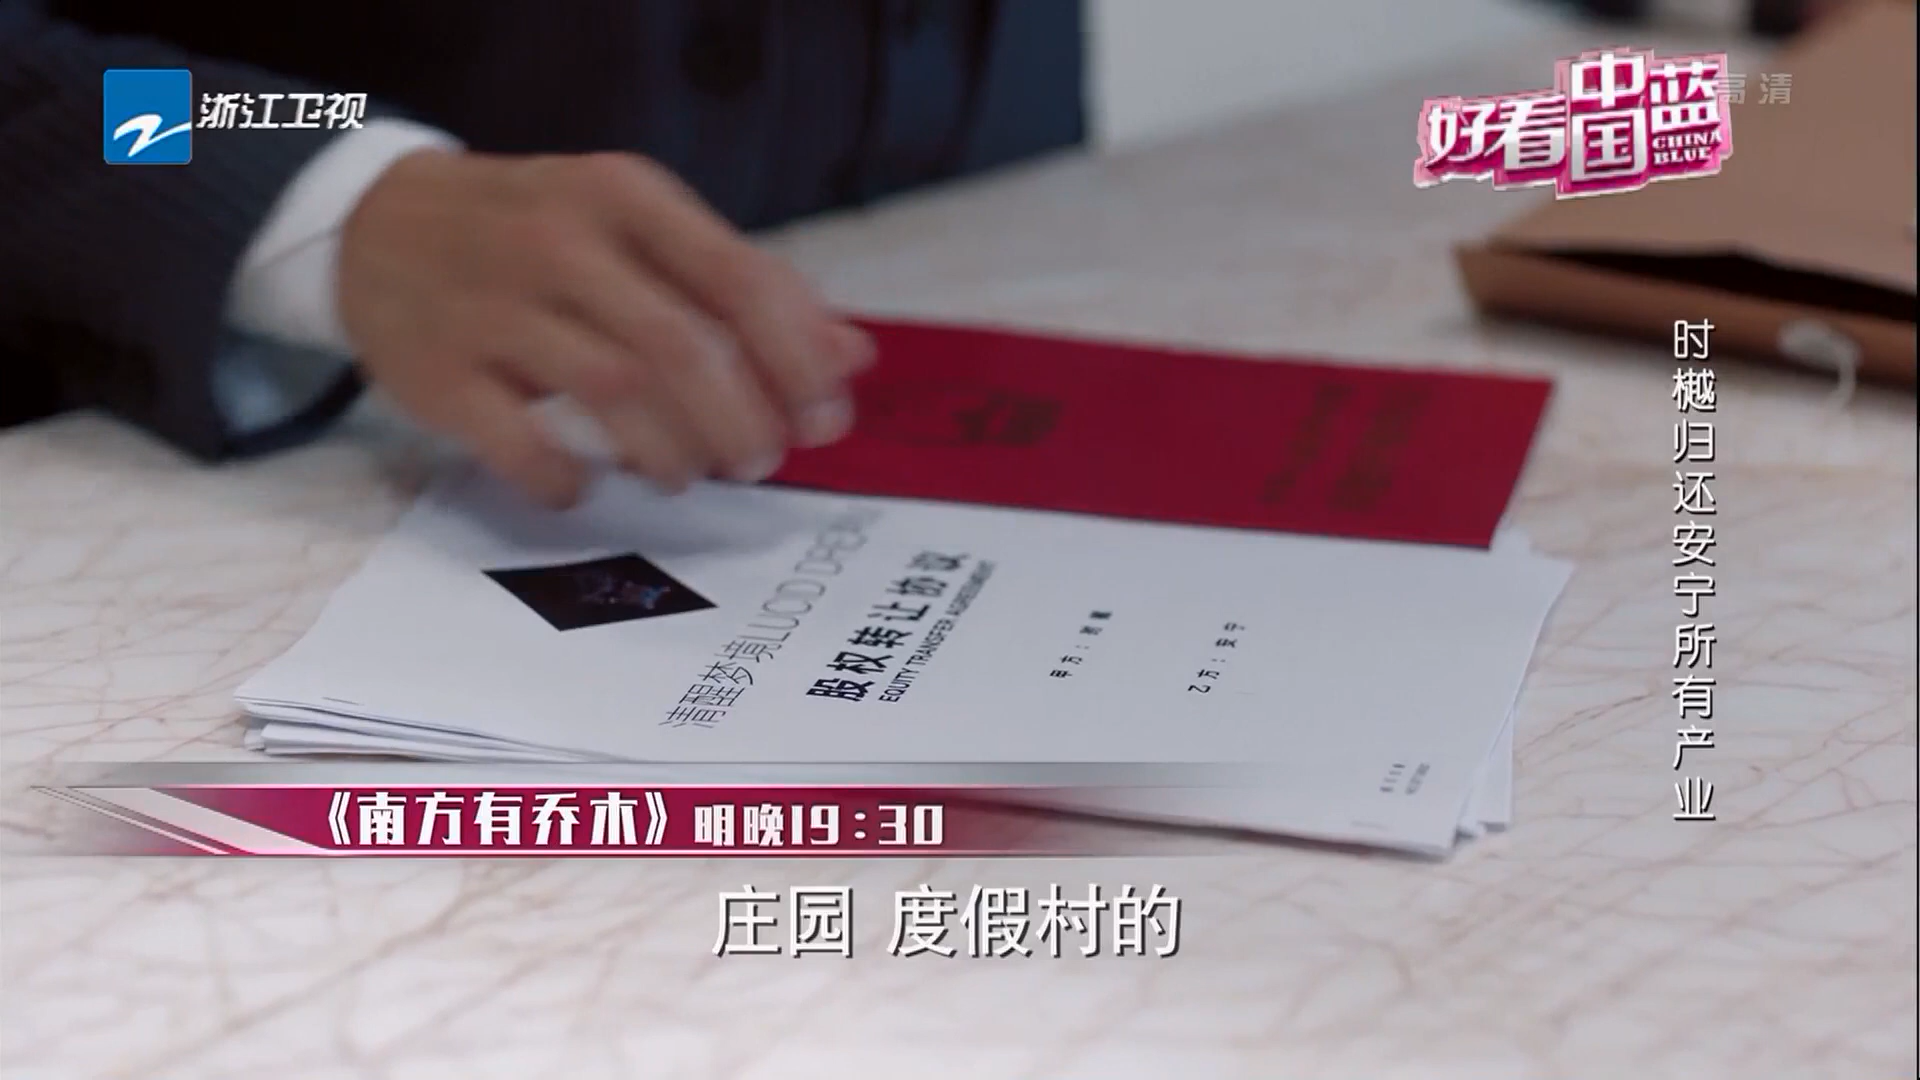 浙江卫视
好看中国蓝
CHINA
BLUE
高清
时樾归还安宁所有产业
清醒梦境LUCID DREAM
股权转让协议
EQUITY TRANSFER AGREEMENT
甲方：时樾
乙方：安宁
《南方有乔木》明晚19:30
庄园 度假村的